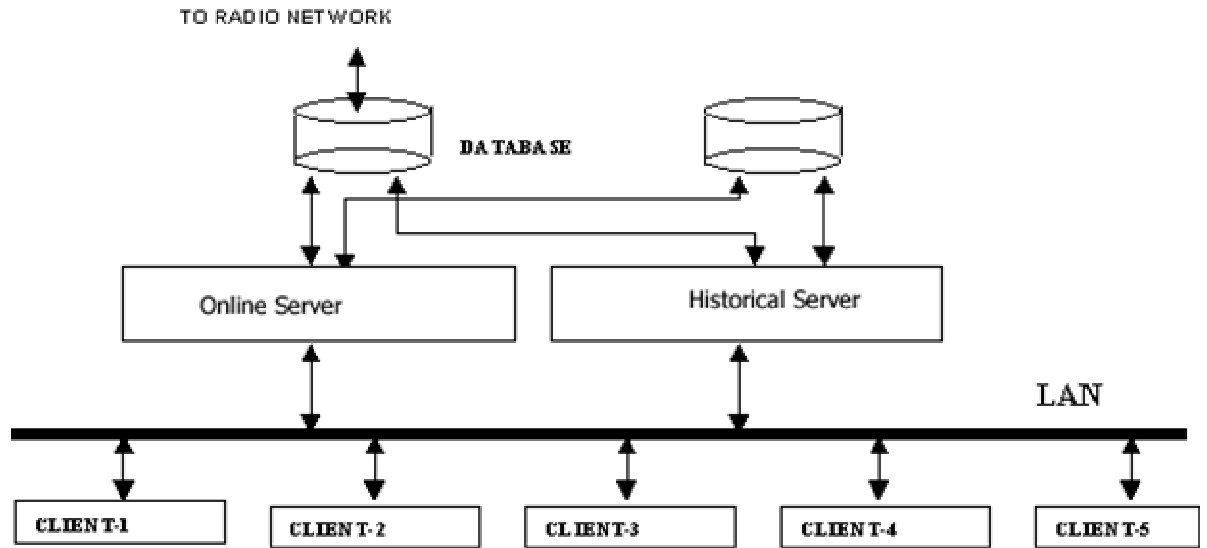 TO RADIO NETWORK
DATABASE
Online Server
Historical Server
LAN
CLIENT-1
CLIENT-2
CLIENT-3
CLIENT-4
CLIENT-5